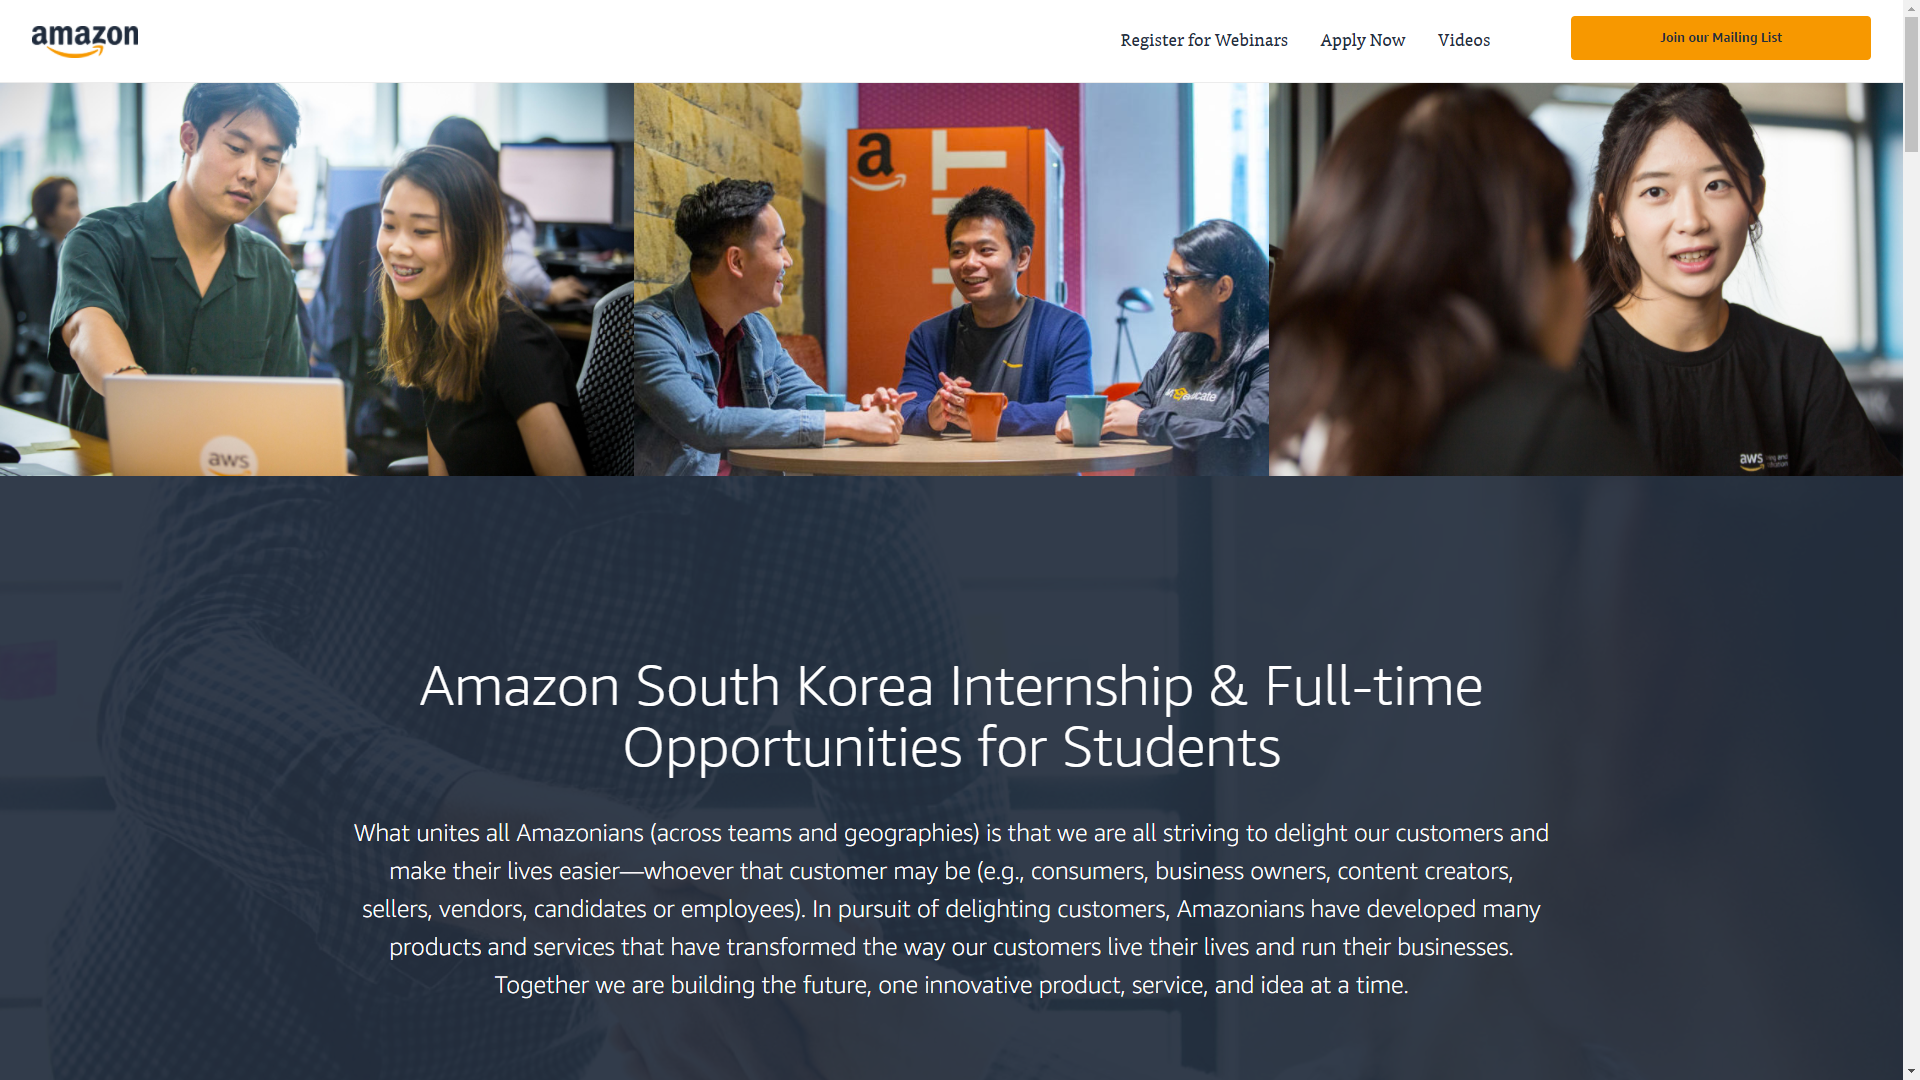 amazon
Register for Webinars
Apply Now
Videos
Join our Mailing List
a
aws
aws
Amazon South Korea Internship & Full-time
Opportunities for Students
What unites all Amazonians (across teams and geographies) is that we are all striving to delight our customers and
make their lives easier—whoever that customer may be (e.g., consumers, business owners, content creators,
sellers, vendors, candidates or employees). In pursuit of delighting customers, Amazonians have developed many
products and services that have transformed the way our customers live their lives and run their businesses.
Together we are building the future, one innovative product, service, and idea at a time.